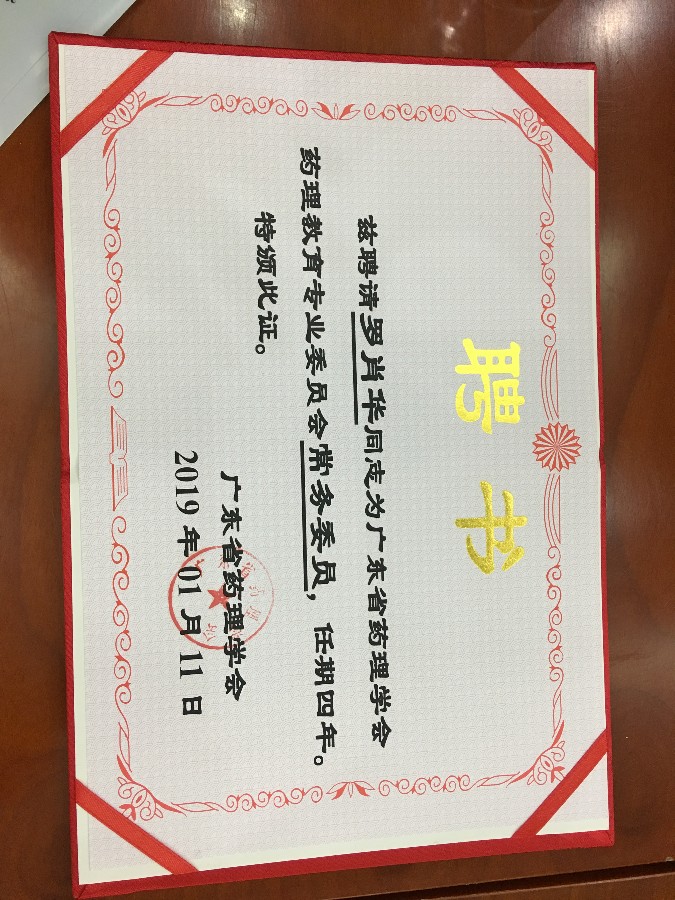 聘书
兹聘请罗肖华同志为广东省药理学会
药理教育专业委员会常务委员，任期四年。
特颁此证。
广东省药理学会
2019年01月11日